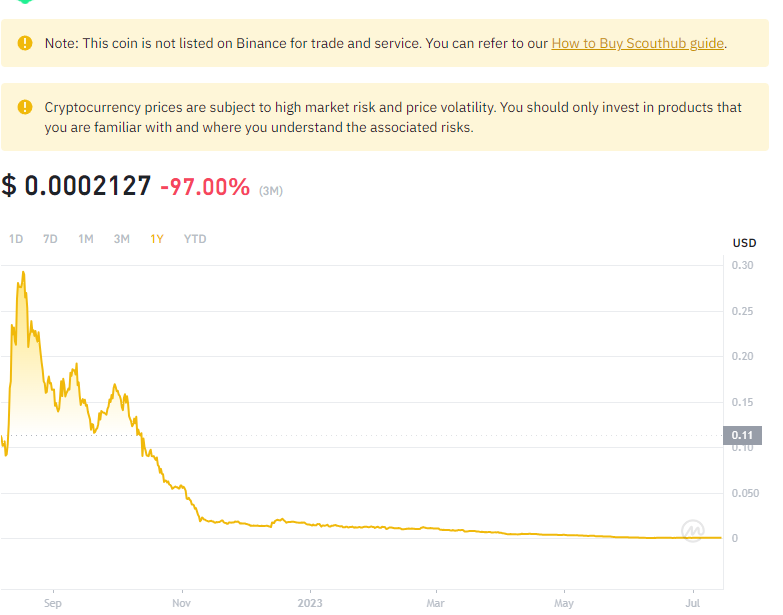 Note: This coin is not listed on Binance for trade and service. You can refer to our How to Buy Scouthub guide.
Cryptocurrency prices are subject to high market risk and price volatility. You should only invest in products that
you are familiar with and where you understand the associated risks.
$ 0.0002127 -97.00% (3M)
1D 7D 1M 3M 1Y YTD
USD
0.30
0.25
0.20
0.15
0.11
0.10
0.050
0
Sep Nov 2023 Mar May Jul